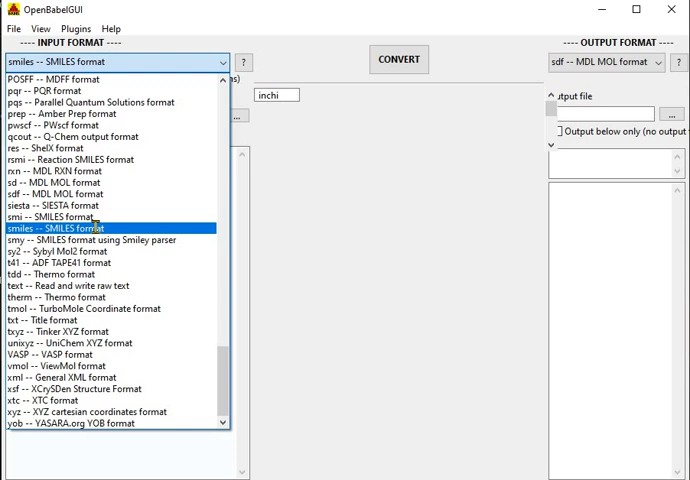 OpenBabelGUI
File View Plugins Help
---- INPUT FORMAT ----
---- OUTPUT FORMAT ----
smiles -- SMILES format
?
CONVERT
sdf -- MDL MOL format
?
POSFF -- MDFF format
pqr -- PQR format
pqs -- Parallel Quantum Solutions format
prep -- Amber Prep format
pwscf -- PWscf format
qcout -- Q-Chem output format
res -- ShelX format
rsmi -- Reaction SMILES format
rxn -- MDL RXN format
sd -- MDL MOL format
sdf -- MDL MOL format
siesta -- SIESTA format
smi -- SMILES format
smiles -- SMILES format
smy -- SMILES format using Smiley parser
sy2 -- Sybyl Mol2 format
t41 -- ADF TAPE41 format
tdd -- Thermo format
text -- Read and write raw text
therm -- Thermo format
tmol -- TurboMole Coordinate format
txt -- Title format
txyz -- Tinker XYZ format
unixyz -- UniChem XYZ format
VASP -- VASP format
vmol -- ViewMol format
xml -- General XML format
xsf -- XCrySDen Structure Format
xtc -- XTC format
xyz -- XYZ cartesian coordinates format
yob -- YASARA.org YOB format
...
inchi
utput file
...
Output below only (no output